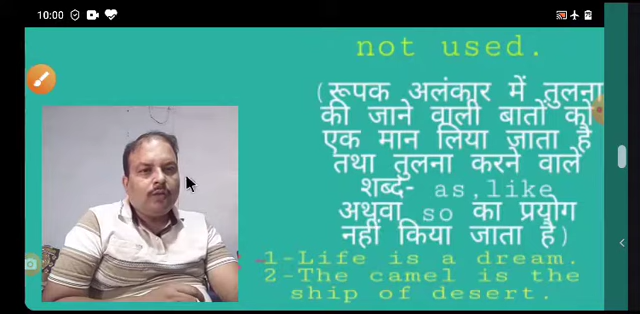 10:00
not used.
(रूपक अलंकार में तुलना
की जाने वाली बातों को
एक मान लिया जाता है
तथा तुलना करने वाले
शब्द- as,like
अथवा so का प्रयोग
नहीं किया जाता है)
1-Life is a dream.
2-The camel is the
ship of desert.